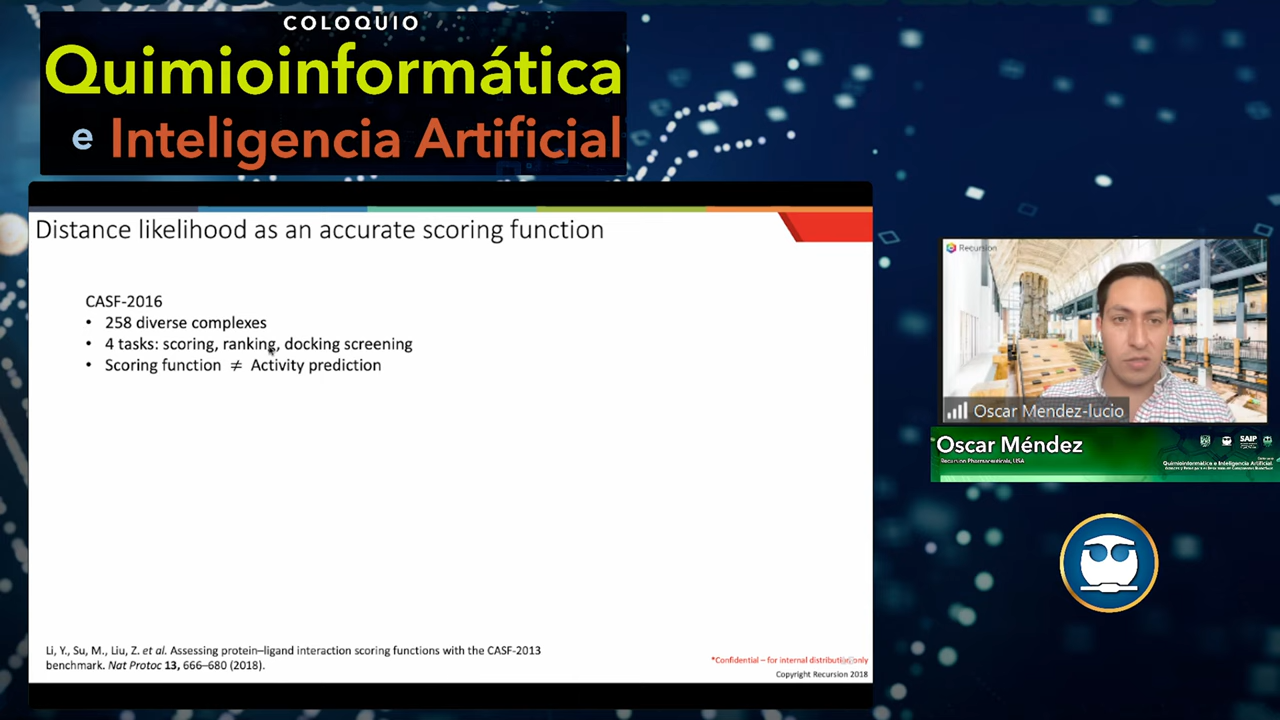 COLOQUIO
Quimioinformática
e Inteligencia Artificial
Distance likelihood as an accurate scoring function
CASF-2016
• 258 diverse complexes
• 4 tasks: scoring, ranking, docking screening
• Scoring function ≠ Activity prediction
Li, Y., Su, M., Liu, Z. et al. Assessing protein–ligand interaction scoring functions with the CASF-2013
benchmark. Nat Protoc 13, 666–680 (2018).
*Confidential – for internal distribution only
Copyright Recursion 2018
Recursion
Oscar Mendez-lucio
Oscar Méndez
Recursion Pharmaceuticals, USA
SAIP
Quimioinformática e Inteligencia Artificial